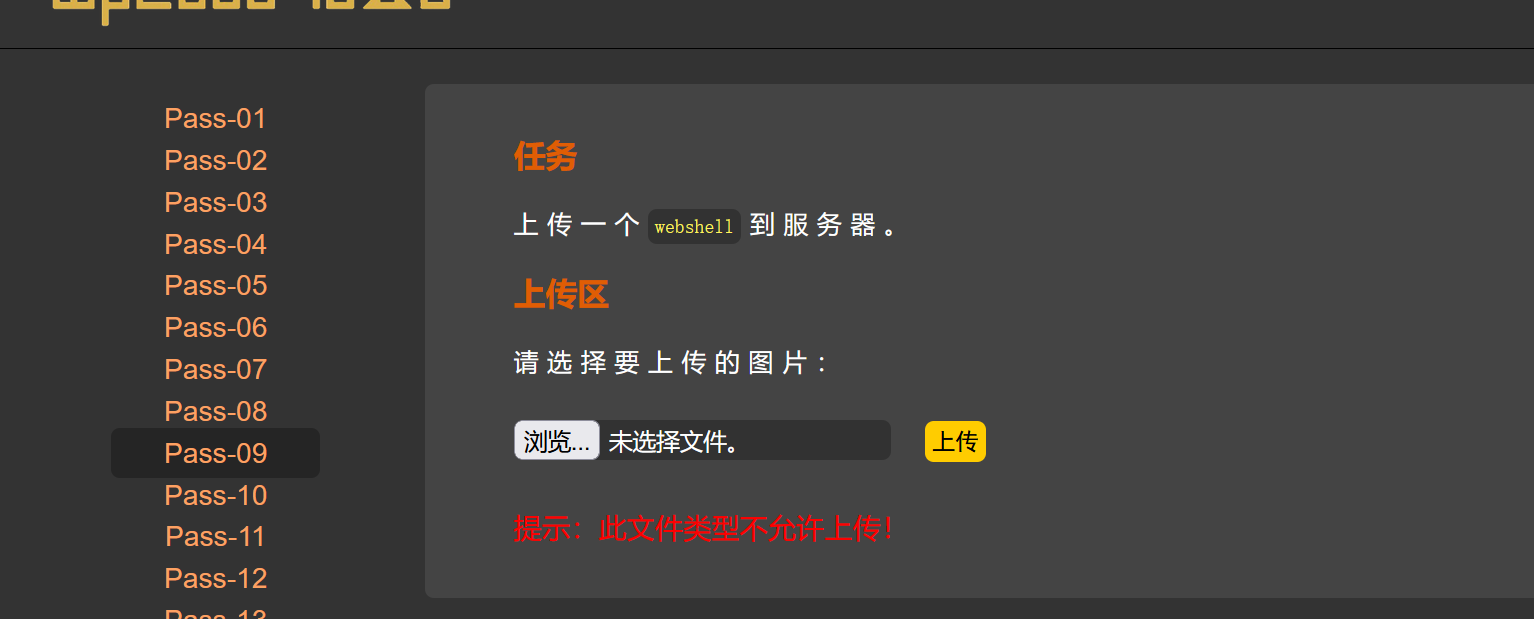 Pass-01
Pass-02
Pass-03
Pass-04
Pass-05
Pass-06
Pass-07
Pass-08
Pass-09
Pass-10
Pass-11
Pass-12
任务
上传一个 webshell 到服务器。
上传区
请选择要上传的图片：
浏览... 未选择文件。 上传
提示：此文件类型不允许上传！